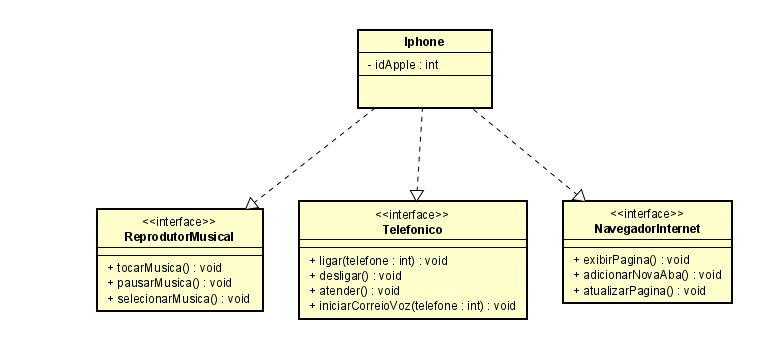 Iphone
- idApple : int
<<interface>>
ReprodutorMusical
+ tocarMusica() : void
+ pausarMusica() : void
+ selecionarMusica() : void
<<interface>>
Telefonico
+ ligar(telefone : int) : void
+ desligar() : void
+ atender() : void
+ iniciarCorreioVoz(telefone : int) : void
<<interface>>
NavegadorInternet
+ exibirPagina() : void
+ adicionarNovaAba() : void
+ atualizarPagina() : void